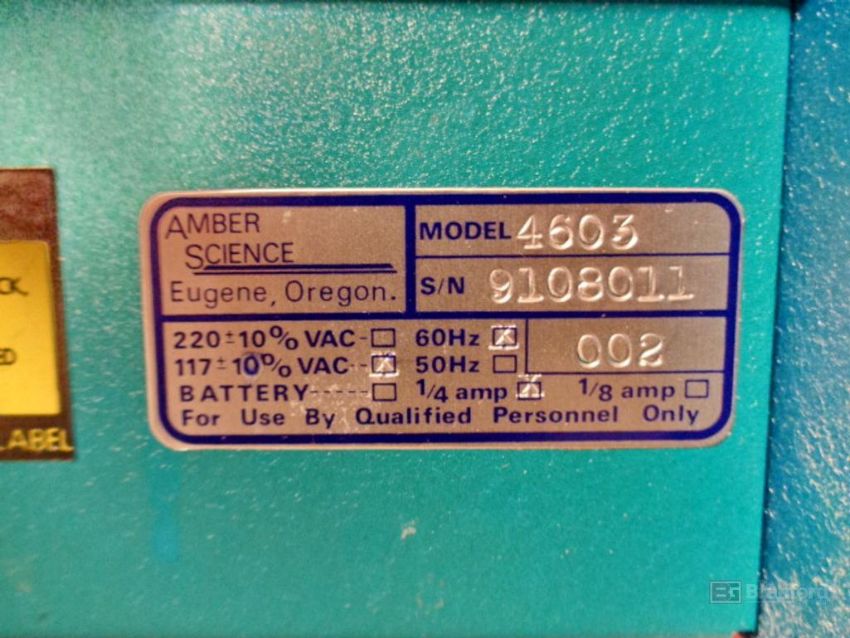 AMBER
SCIENCE
Eugene, Oregon.
MODEL 4603
S/N 9108011
220±10% VAC-☐ 60Hz ☒
117±10% VAC--☒ 50Hz ☐
002
BATTERY-----☐ 1/4 amp ☒ 1/8 amp ☐
For Use By Qualified Personnel Only
LABEL
BG